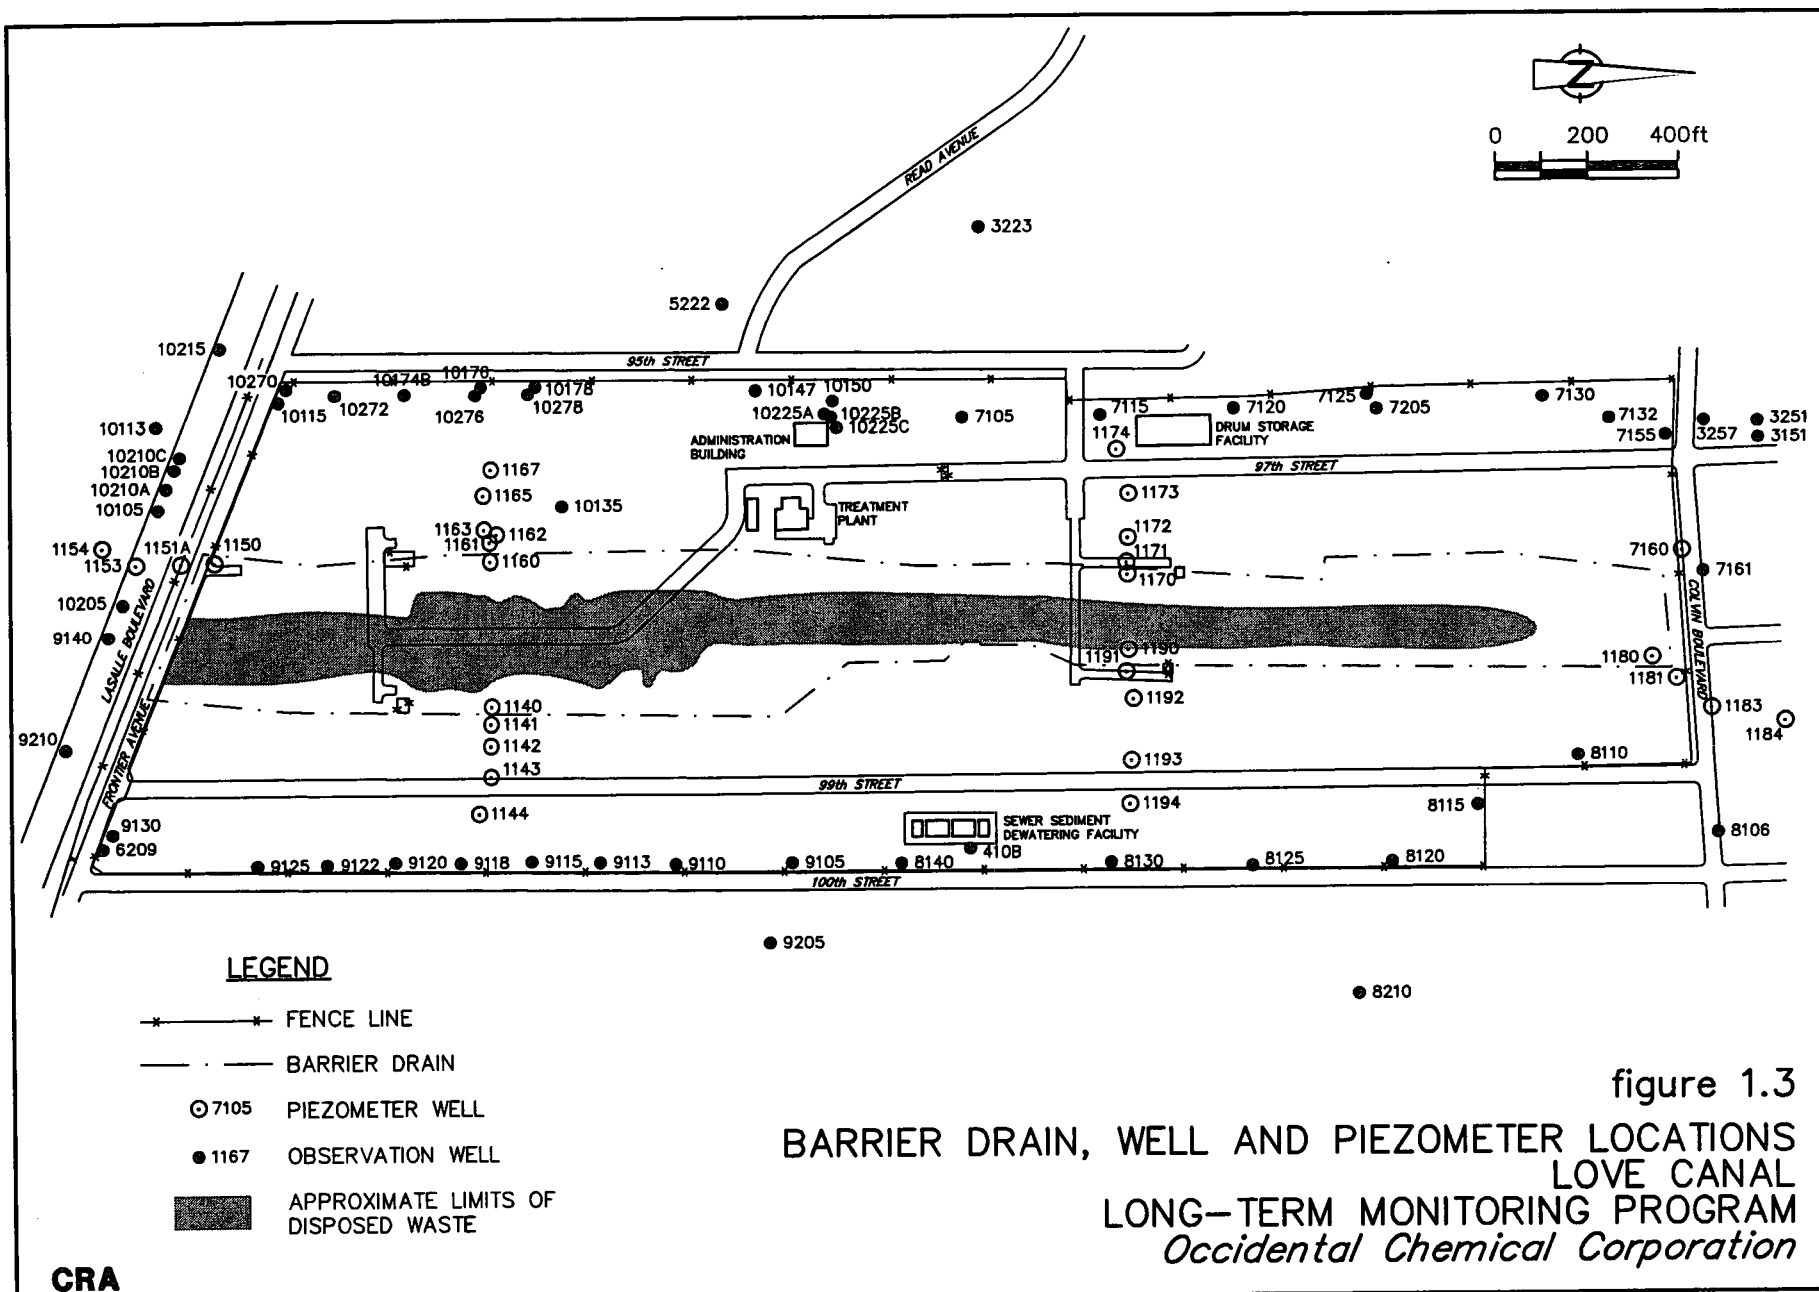 Z
0 200 400ft
READ AVENUE
3223
5222
10215
95th STREET
10270
10174B
10178
10147
10150
7125
7130
10115
10272
10276
10278
10225A
10225B
10225C
7105
7115
7120
7205
7132
3251
1174
7155
3257
3151
10113
ADMINISTRATION
BUILDING
DRUM STORAGE
FACILITY
10210C
10210B
10210A
10105
97th STREET
1167
1165
10135
TREATMENT
PLANT
1173
1163
1162
1161
1160
1172
1171
1170
1154
1153
1151A
1150
7160
7161
10205
9140
LASALLE BOULEVARD
COLVIN BOULEVARD
1190
1191
1180
1181
1192
1140
1141
1142
1143
1183
1184
9210
FRONTIER AVENUE
1193
8110
99th STREET
1144
1194
8115
SEWER SEDIMENT
DEWATERING FACILITY
9130
6209
8106
410B
9125
9122
9120
9118
9115
9113
9110
9105
8140
8130
8125
8120
100th STREET
9205
8210
LEGEND
FENCE LINE
BARRIER DRAIN
7105 PIEZOMETER WELL
1167 OBSERVATION WELL
APPROXIMATE LIMITS OF
DISPOSED WASTE
figure 1.3
BARRIER DRAIN, WELL AND PIEZOMETER LOCATIONS
LOVE CANAL
LONG-TERM MONITORING PROGRAM
Occidental Chemical Corporation
CRA